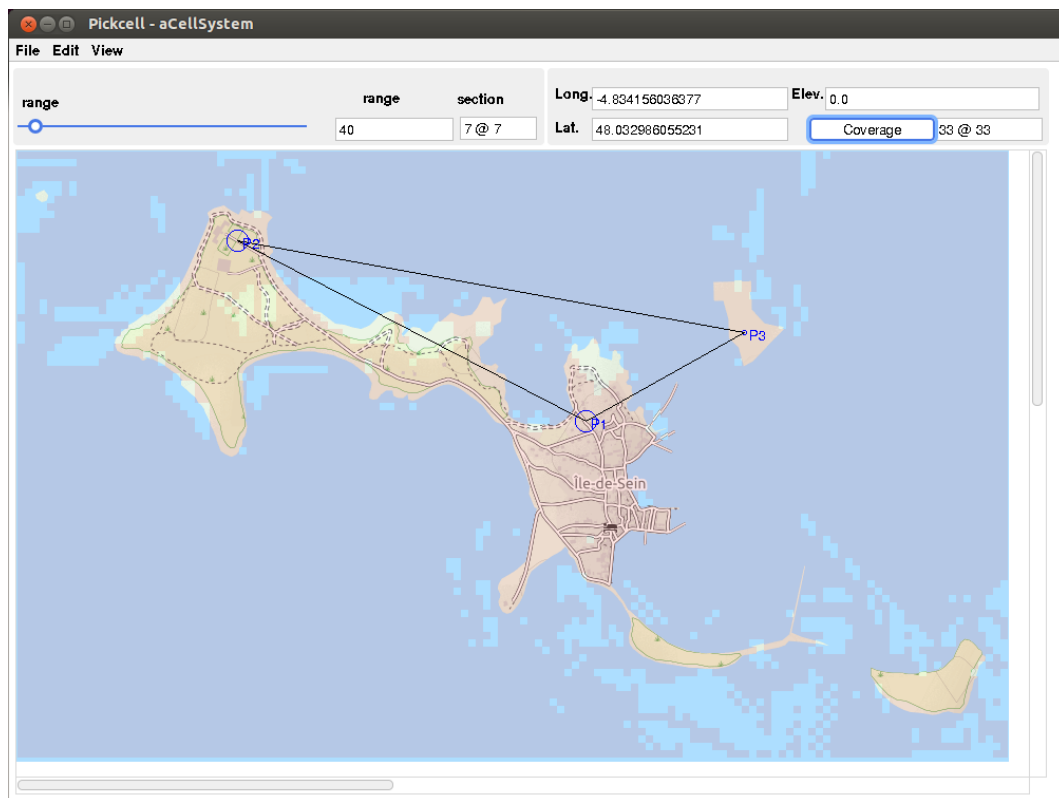 Pickcell - aCellSystem
File Edit View
range
range
section
40
7 @ 7
Long.
-4.834156036377
Elev.
0.0
Lat.
48.032986055231
Coverage
33 @ 33
P2
P3
P1
Île-de-Sein